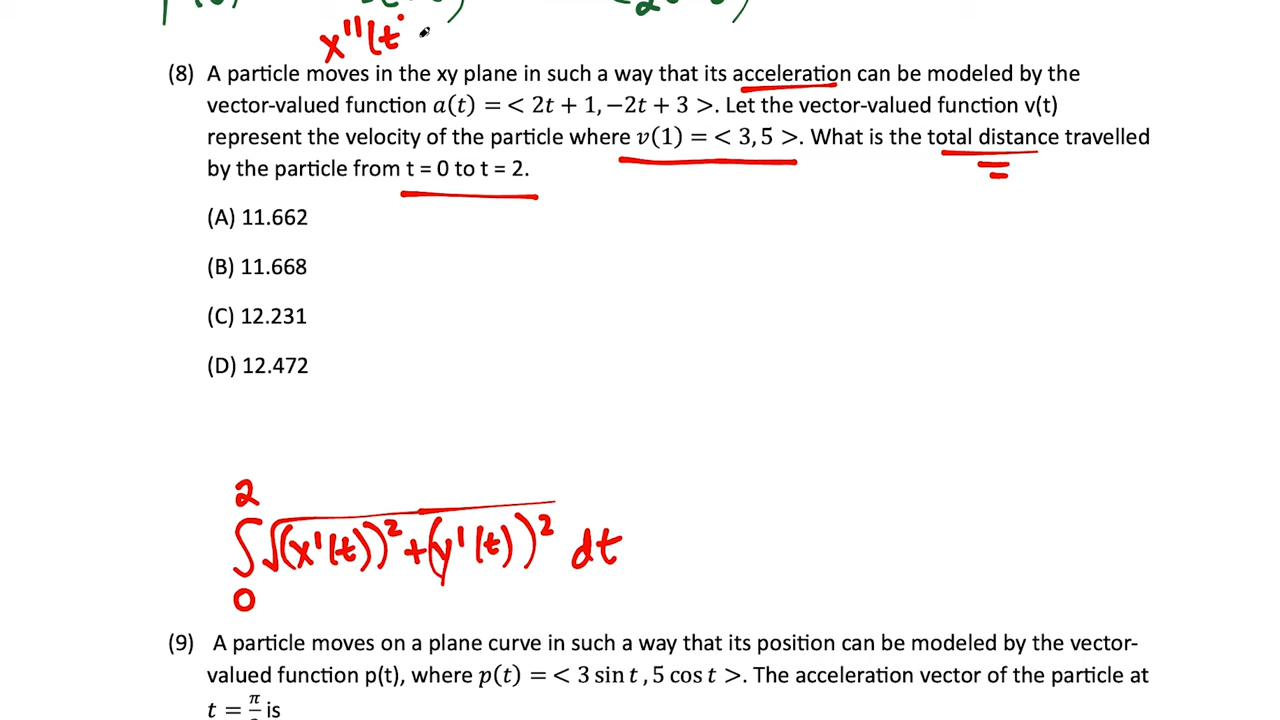 x''(t
(8) A particle moves in the xy plane in such a way that its acceleration can be modeled by the
vector-valued function a(t) = < 2t + 1, −2t + 3 >. Let the vector-valued function v(t)
represent the velocity of the particle where v(1) = < 3, 5 >. What is the total distance travelled
by the particle from t = 0 to t = 2.
(A) 11.662
(B) 11.668
(C) 12.231
(D) 12.472
∫₀² √((x'(t))² + (y'(t))²) dt
(9) A particle moves on a plane curve in such a way that its position can be modeled by the vector-
valued function p(t), where p(t) = < 3 sin t , 5 cos t >. The acceleration vector of the particle at
t = π is